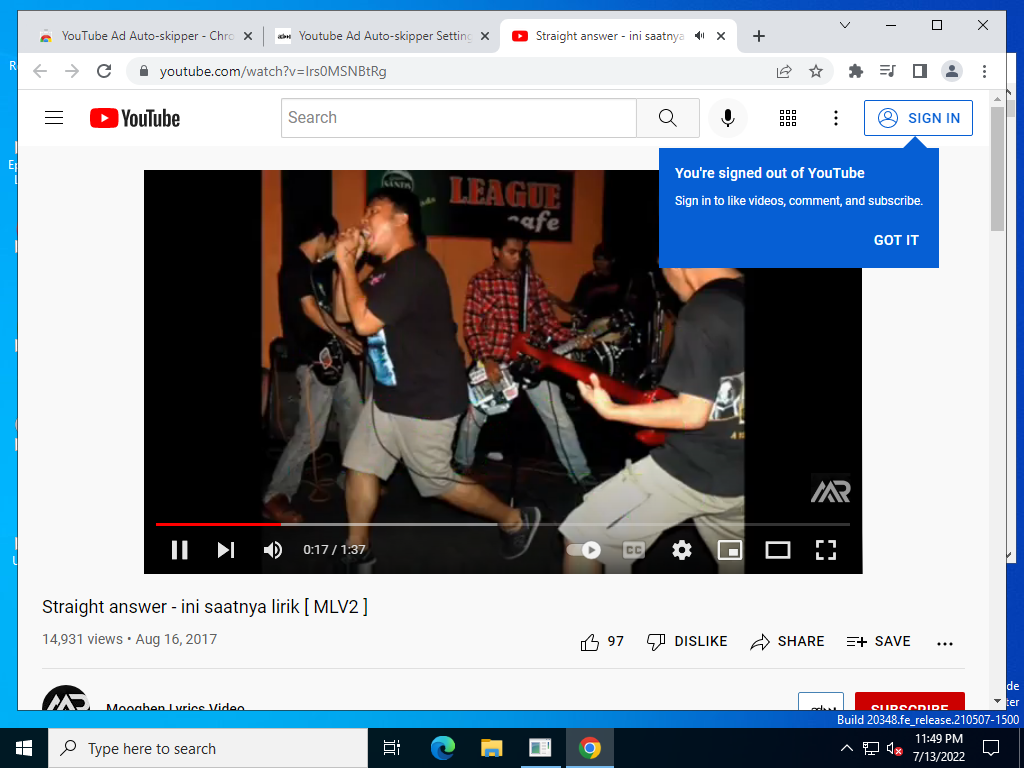 YouTube Ad Auto-skipper - Chro
Youtube Ad Auto-skipper Setting
Straight answer - ini saatnya
youtube.com/watch?v=Irs0MSNBtRg
YouTube
Search
SIGN IN
You're signed out of YouTube
Sign in to like videos, comment, and subscribe.
GOT IT
LEAGUE
cafe
MR
0:17 / 1:37
CC
Straight answer - ini saatnya lirik [ MLV2 ]
14,931 views • Aug 16, 2017
97
DISLIKE
SHARE
SAVE
Mooghen Lyrics Video
SUBSCRIBE
Build 20348.fe_release.210507-1500
Type here to search
11:49 PM
7/13/2022